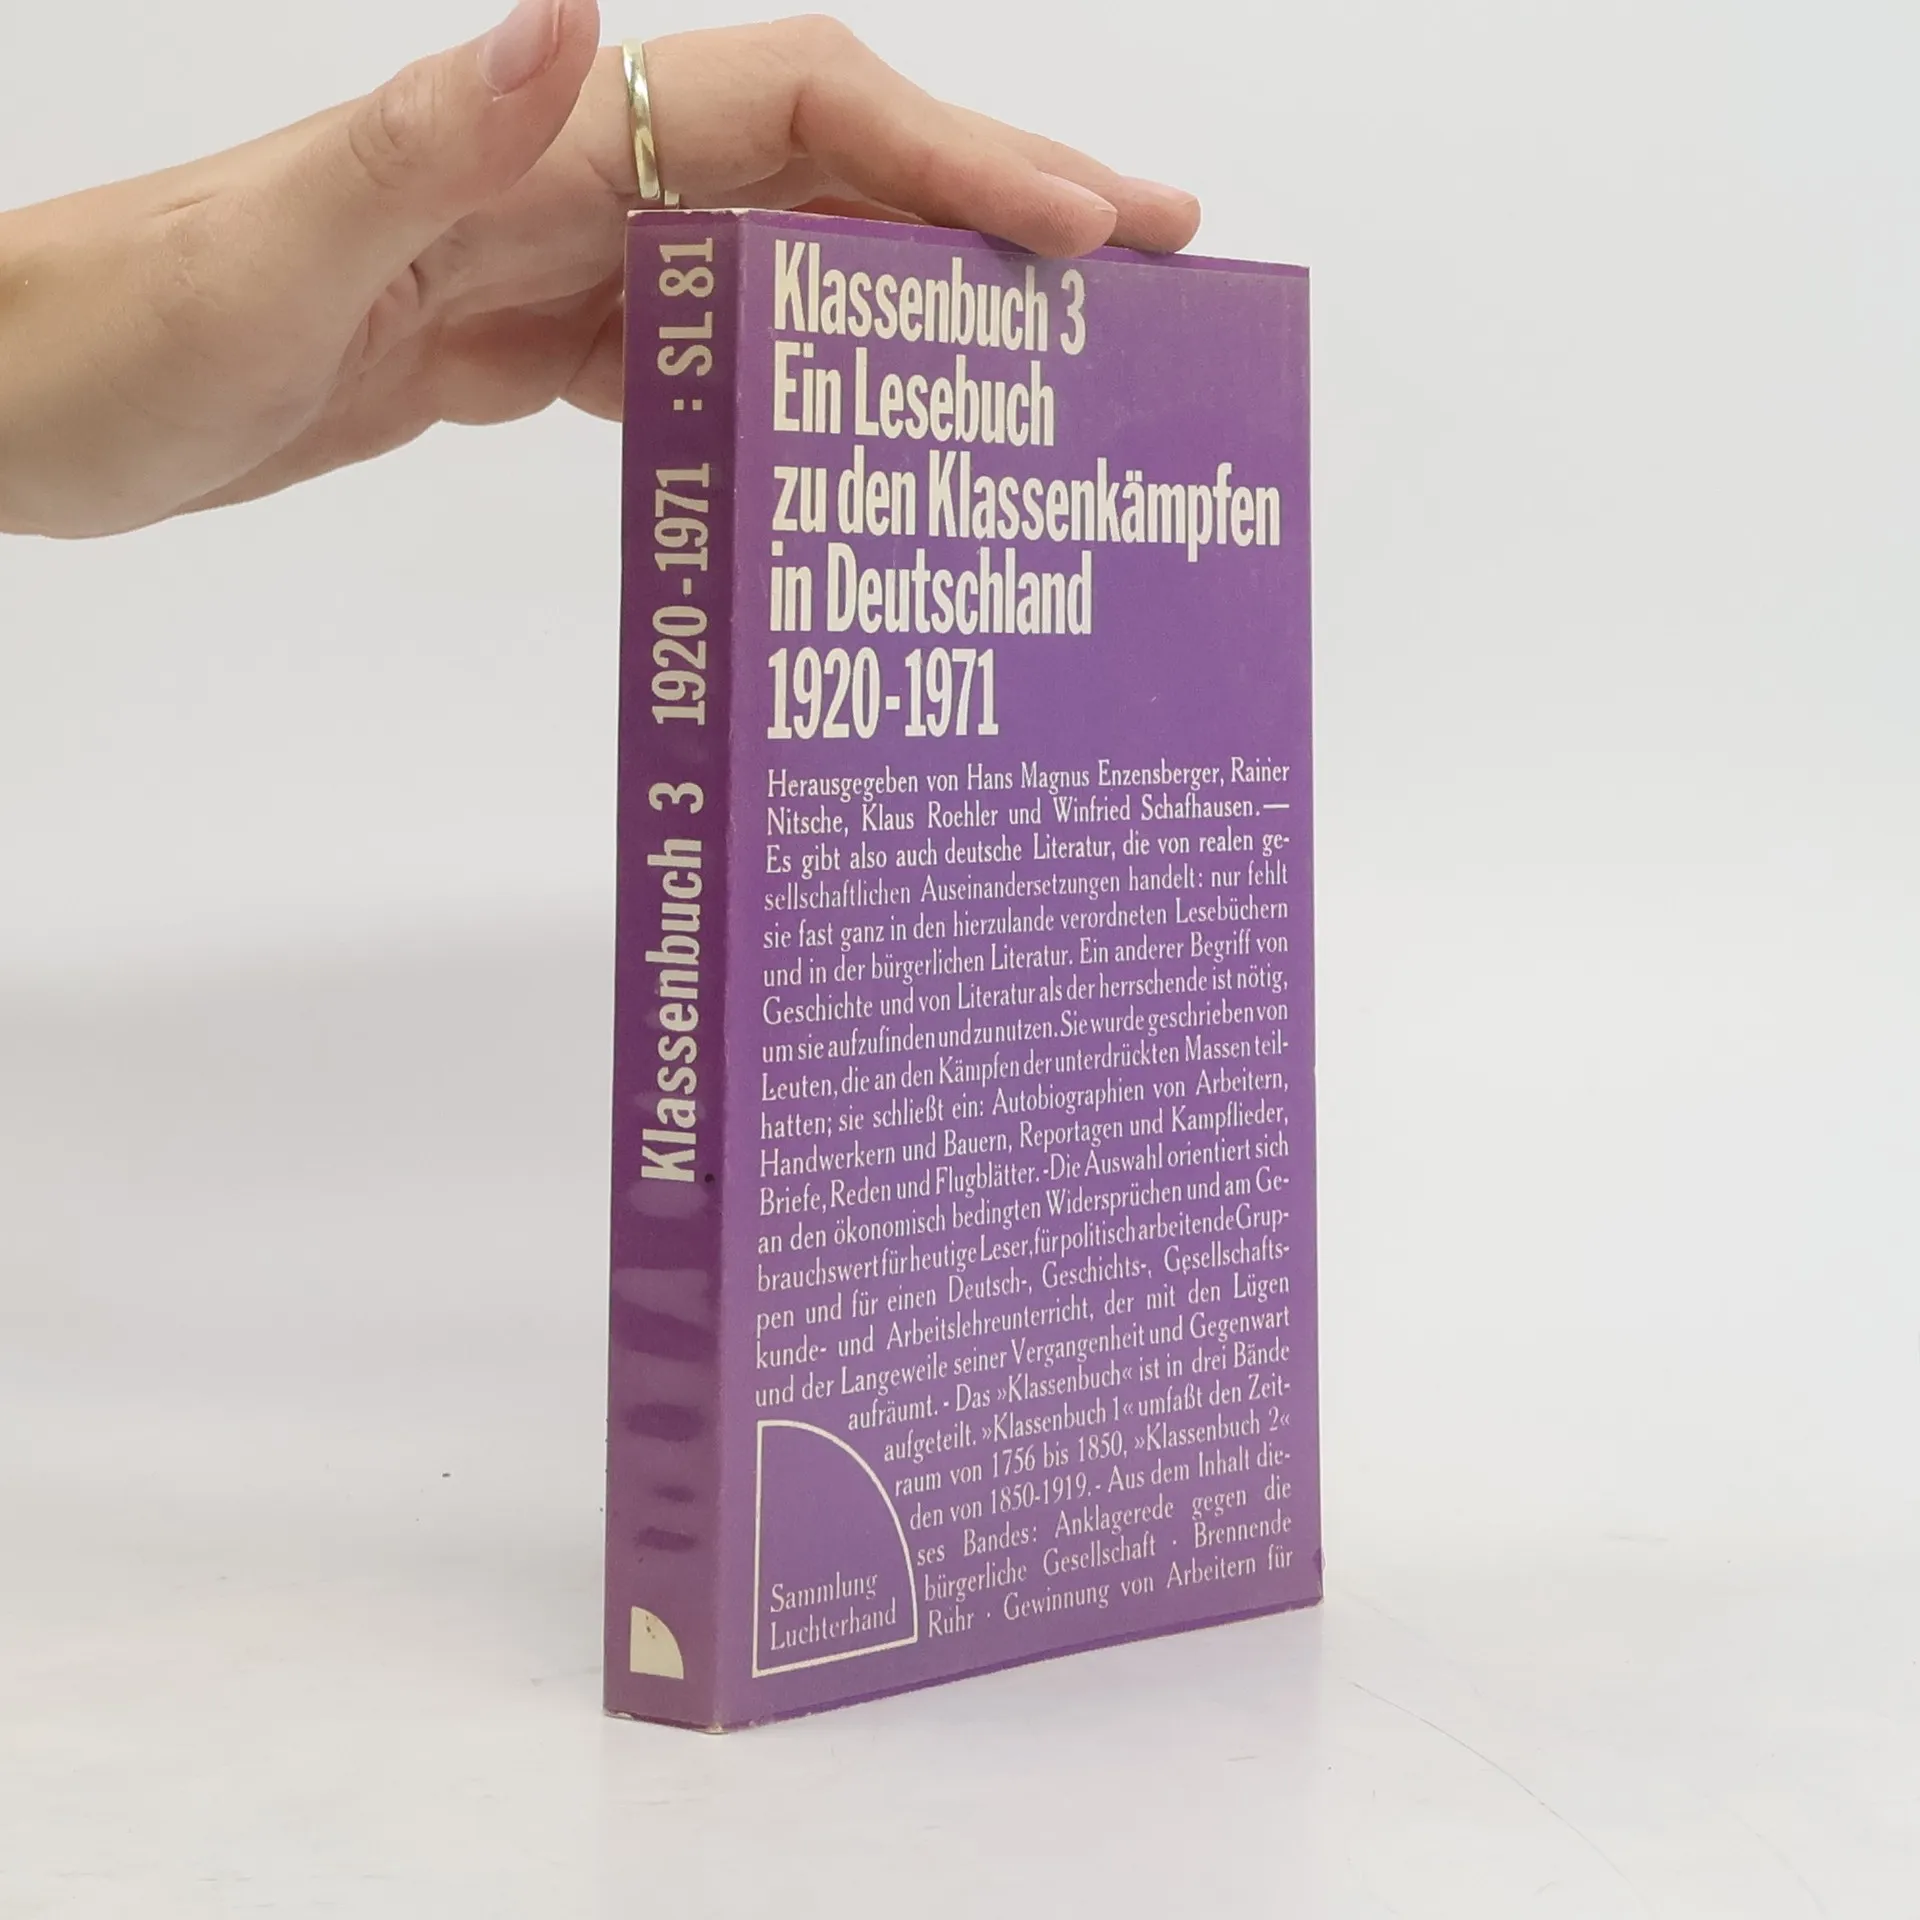 Klassenbuch 3 1920-1971 : SL 81
Klassenbuch 3
Ein Lesebuch
zu den Klassenkämpfen
in Deutschland
1920-1971
Herausgegeben von Hans Magnus Enzensberger, Rainer
Nitsche, Klaus Roehler und Winfried Schafhausen. —
Es gibt also auch deutsche Literatur, die von realen ge-
sellschaftlichen Auseinandersetzungen handelt: nur fehlt
sie fast ganz in den hierzulande verordneten Lesebüchern
und in der bürgerlichen Literatur. Ein anderer Begriff von
Geschichte und von Literatur als der herrschende ist nötig,
um sie aufzufinden und zu nutzen. Sie wurde geschrieben von
Leuten, die an den Kämpfen der unterdrückten Massen teil-
hatten; sie schließt ein: Autobiographien von Arbeitern,
Handwerkern und Bauern, Reportagen und Kampflieder,
Briefe, Reden und Flugblätter. - Die Auswahl orientiert sich
an den ökonomisch bedingten Widersprüchen und am Ge-
brauchswert für heutige Leser, für politisch arbeitende Grup-
pen und für einen Deutsch-, Geschichts-, Gesellschafts-
kunde- und Arbeitslehreunterricht, der mit den Lügen
und der Langeweile seiner Vergangenheit und Gegenwart
aufräumt. - Das »Klassenbuch« ist in drei Bände
aufgeteilt. »Klassenbuch 1« umfaßt den Zeit-
raum von 1756 bis 1850, »Klassenbuch 2«
den von 1850-1919. - Aus dem Inhalt die-
ses Bandes: Anklagerede gegen die
bürgerliche Gesellschaft · Brennende
Ruhr · Gewinnung von Arbeitern für
Sammlung
Luchterhand